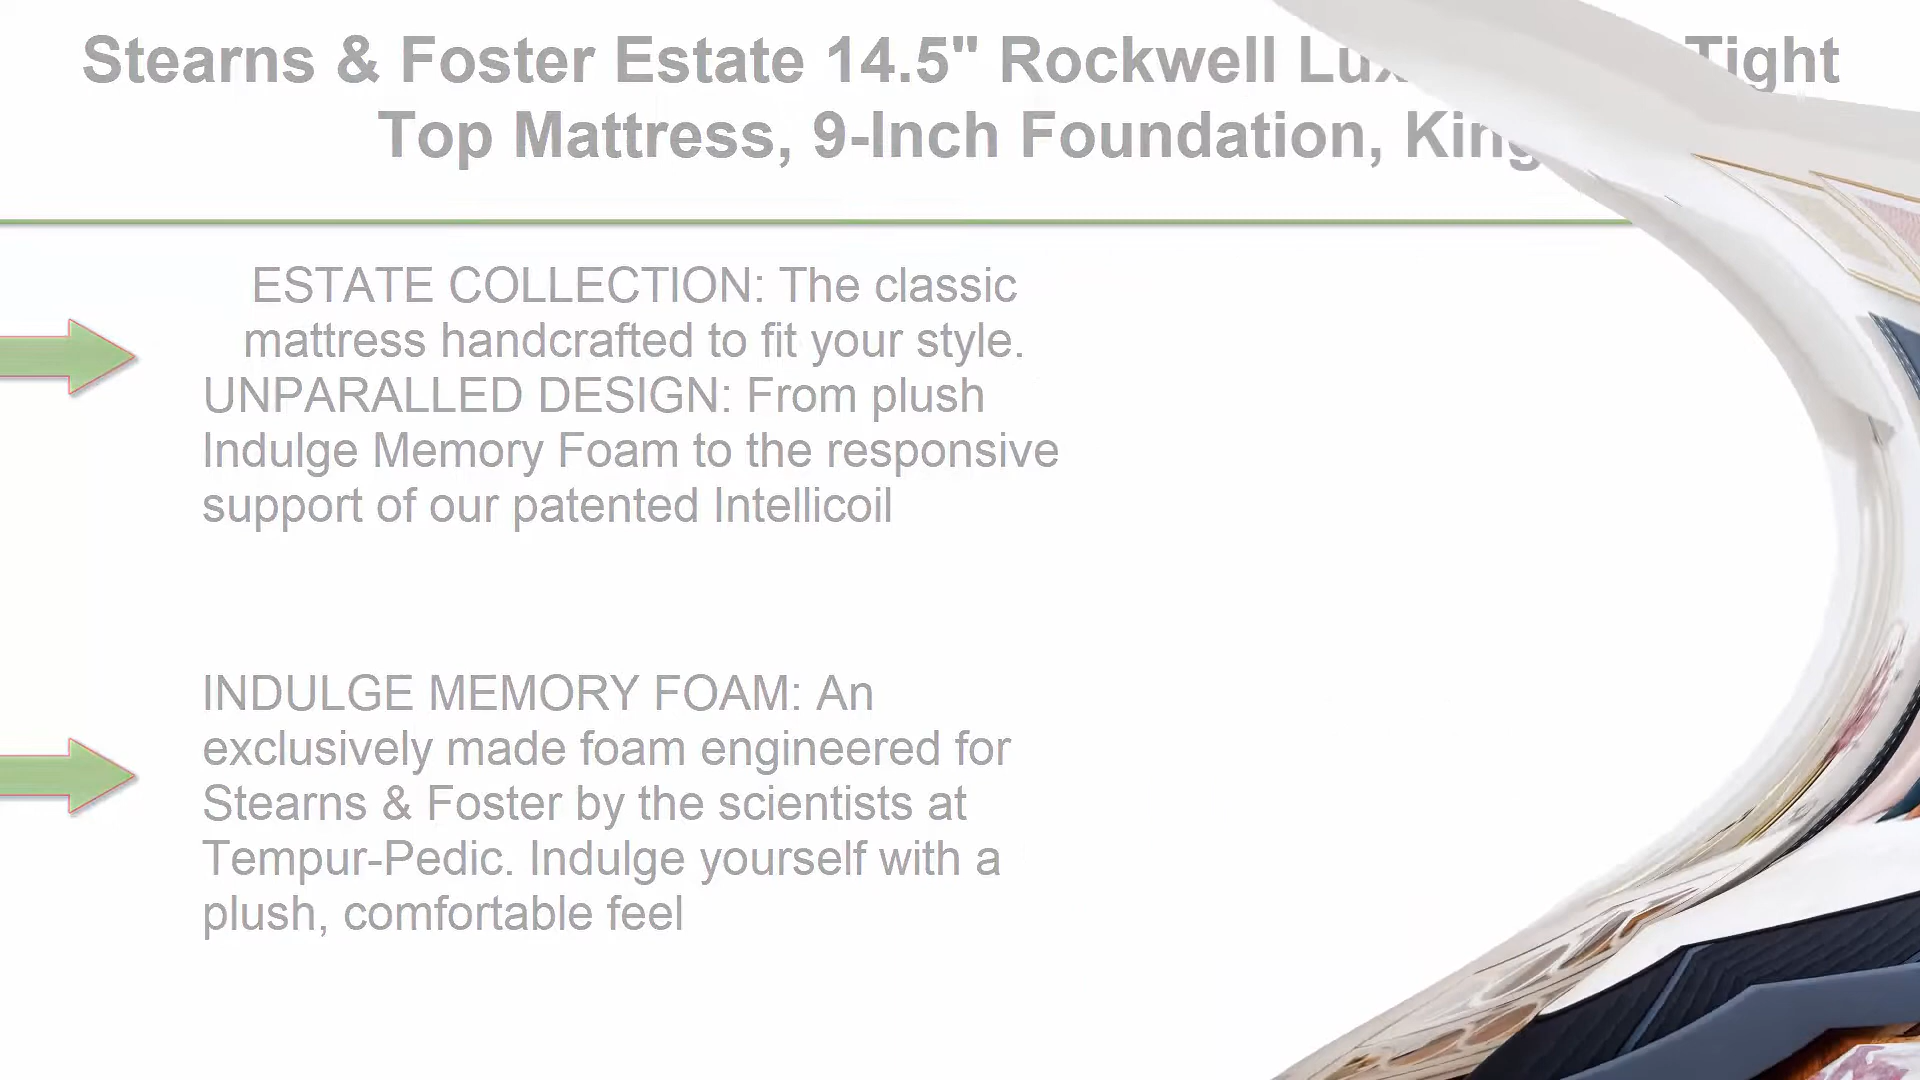 Stearns & Foster Estate 14.5" Rockwell Tight
Top Mattress, 9-Inch Foundation, King
ESTATE COLLECTION: The classic
mattress handcrafted to fit your style.
UNPARALLED DESIGN: From plush
Indulge Memory Foam to the responsive
support of our patented Intellicoil
INDULGE MEMORY FOAM: An
exclusively made foam engineered for
Stearns & Foster by the scientists at
Tempur-Pedic. Indulge yourself with a
plush, comfortable feel